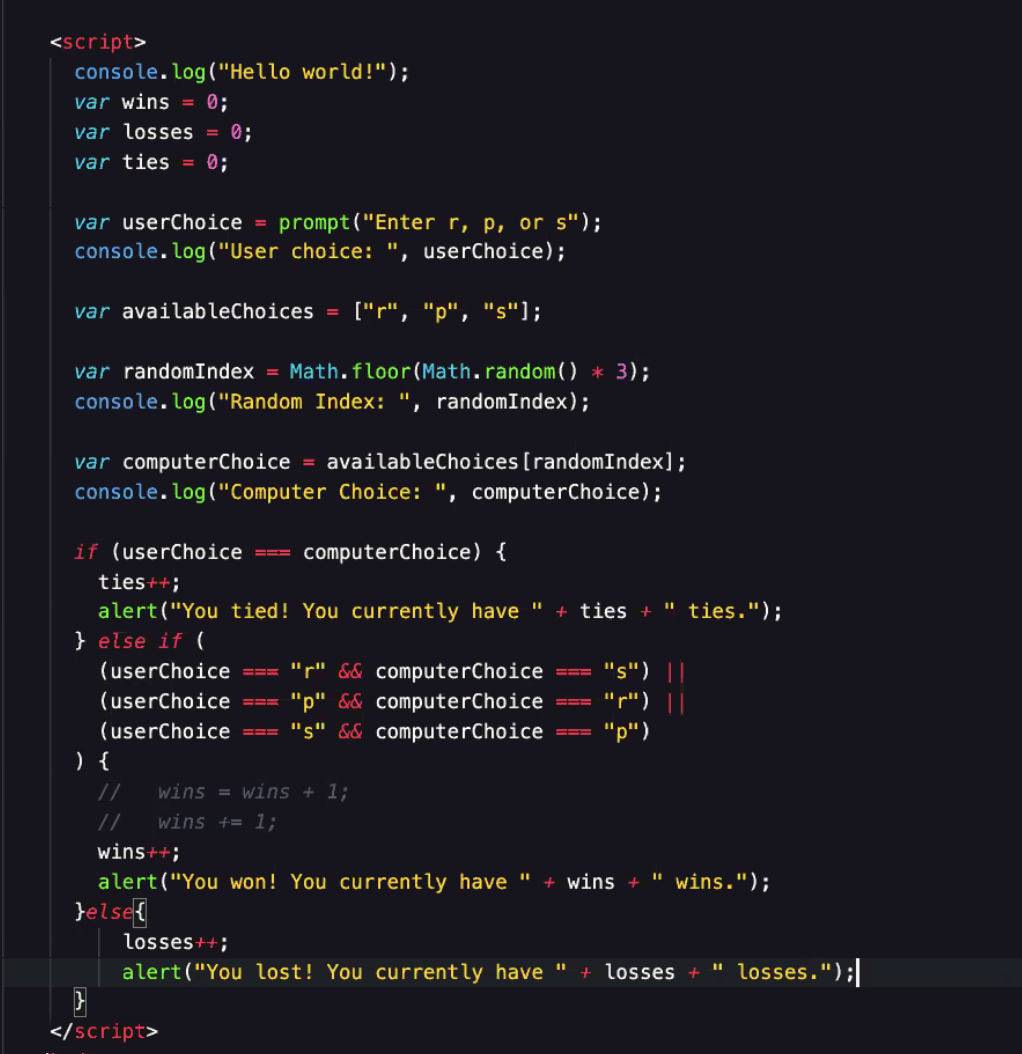 <script>
console.log("Hello world!");
var wins = 0;
var losses = 0;
var ties = 0;
var userChoice = prompt("Enter r, p, or s");
console.log("User choice: ", userChoice);
var availableChoices = ["r", "p", "s"];
var randomIndex = Math.floor(Math.random() * 3);
console.log("Random Index: ", randomIndex);
var computerChoice = availableChoices[randomIndex];
console.log("Computer Choice: ", computerChoice);
if (userChoice === computerChoice) {
ties++;
alert("You tied! You currently have " + ties + " ties.");
} else if (
(userChoice === "r" && computerChoice === "s") ||
(userChoice === "p" && computerChoice === "r") ||
(userChoice === "s" && computerChoice === "p")
) {
//   wins = wins + 1;
//   wins += 1;
wins++;
alert("You won! You currently have " + wins + " wins.");
}else{
losses++;
alert("You lost! You currently have " + losses + " losses.");
}
</script>